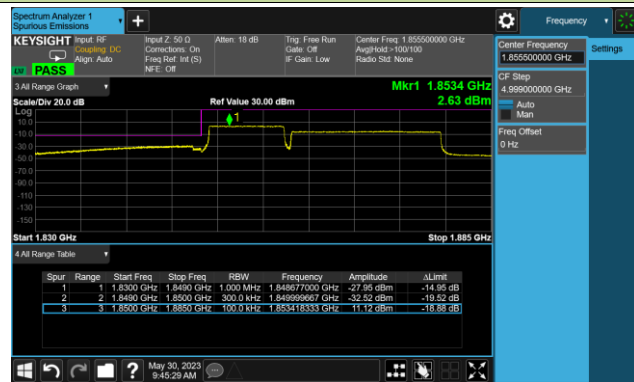 Spectrum Analyzer 1
Spurious Emissions
+
Frequency
KEYSIGHT Input: RF
Coupling: DC
Align: Auto
Input Z: 50 Ω
Corrections: On
Freq Ref: Int (S)
NFE: Off
Atten: 18 dB
Trig: Free Run
Gate: Off
IF Gain: Low
Center Freq: 1.855500000 GHz
Avg|Hold:>100/100
Radio Std: None
PASS
Center Frequency
1.855500000 GHz
Settings
CF Step
4.999000000 GHz
Auto
Man
Freq Offset
0 Hz
3 All Range Graph
Mkr1 1.8534 GHz
2.63 dBm
Scale/Div 20.0 dB
Ref Value 30.00 dBm
Log
10.0
-10.0
-30.0
-50.0
-70.0
-90.0
-110
-130
-150
1
Start 1.830 GHz
Stop 1.885 GHz
4 All Range Table
Spur Range Start Freq Stop Freq RBW Frequency Amplitude ΔLimit
1 1 1.8300 GHz 1.8490 GHz 1.000 MHz 1.848677000 GHz -27.95 dBm -14.95 dB
2 2 1.8490 GHz 1.8500 GHz 300.0 kHz 1.849999667 GHz -32.52 dBm -19.52 dB
3 3 1.8500 GHz 1.8850 GHz 100.0 kHz 1.853418333 GHz 11.12 dBm -18.88 dB
?
May 30, 2023
9:45:29 AM